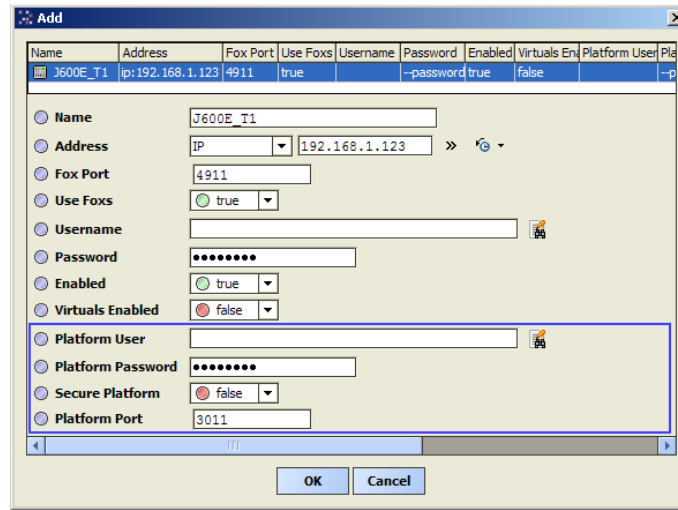 Add
Name Address Fox Port Use Foxs Username Password Enabled Virtuals Ena Platform User Pla
J600E_T1 ip:192.168.1.123 4911 true --password true false --p
Name J600E_T1
Address IP 192.168.1.123 »
Fox Port 4911
Use Foxs true
Username
Password ••••••••
Enabled true
Virtuals Enabled false
Platform User
Platform Password ••••••••
Secure Platform false
Platform Port 3011
OK Cancel